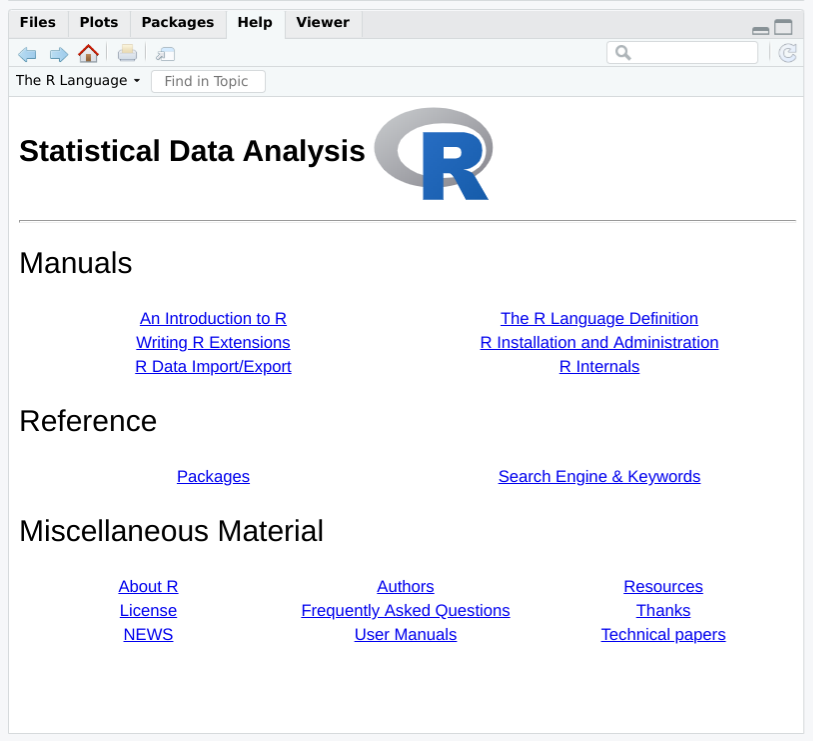 Files Plots Packages Help Viewer
The R Language Find in Topic
Statistical Data Analysis R
Manuals
An Introduction to R The R Language Definition
Writing R Extensions R Installation and Administration
R Data Import/Export R Internals
Reference
Packages Search Engine & Keywords
Miscellaneous Material
About R Authors Resources
License Frequently Asked Questions Thanks
NEWS User Manuals Technical papers